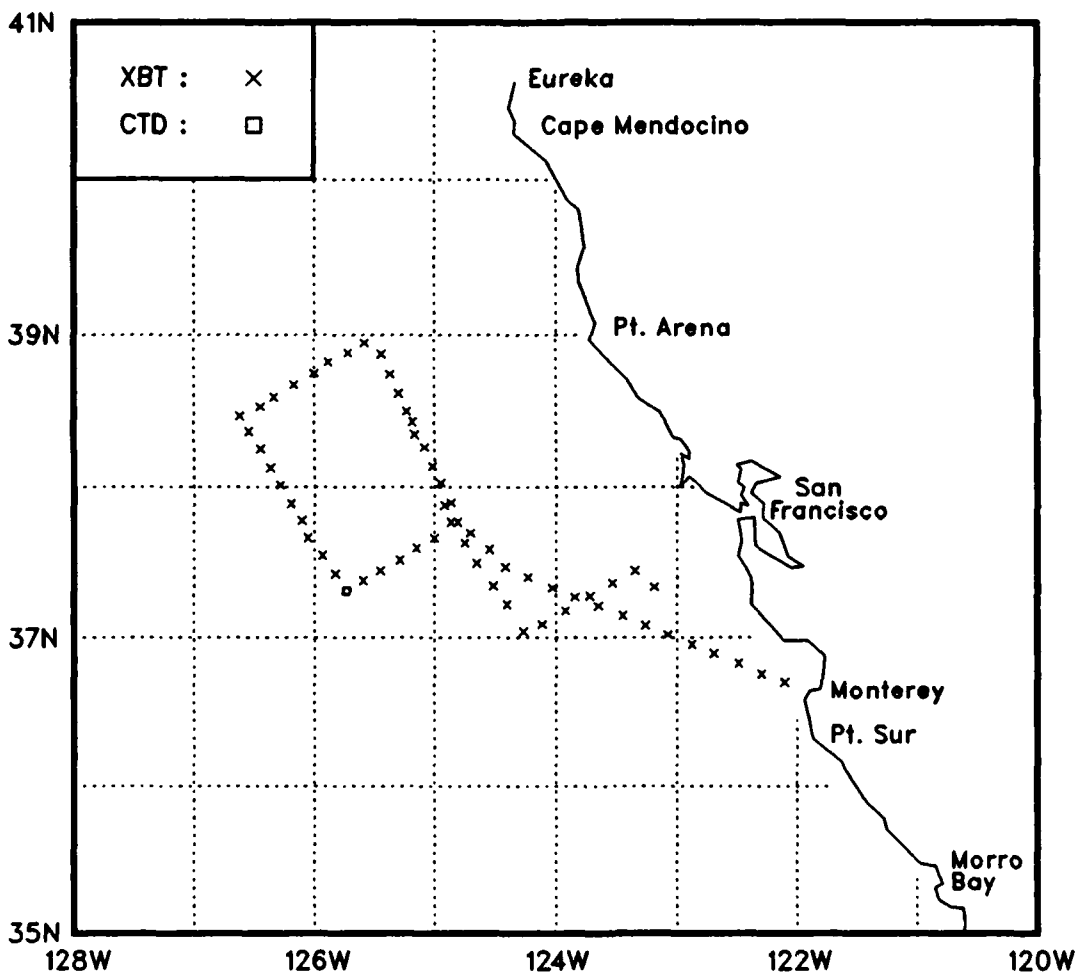 41N
XBT :
CTD :
Eureka
Cape Mendocino
39N
Pt. Arena
San
Francisco
37N
Monterey
Pt. Sur
Morro
Bay
35N
128W
126W
124W
122W
120W